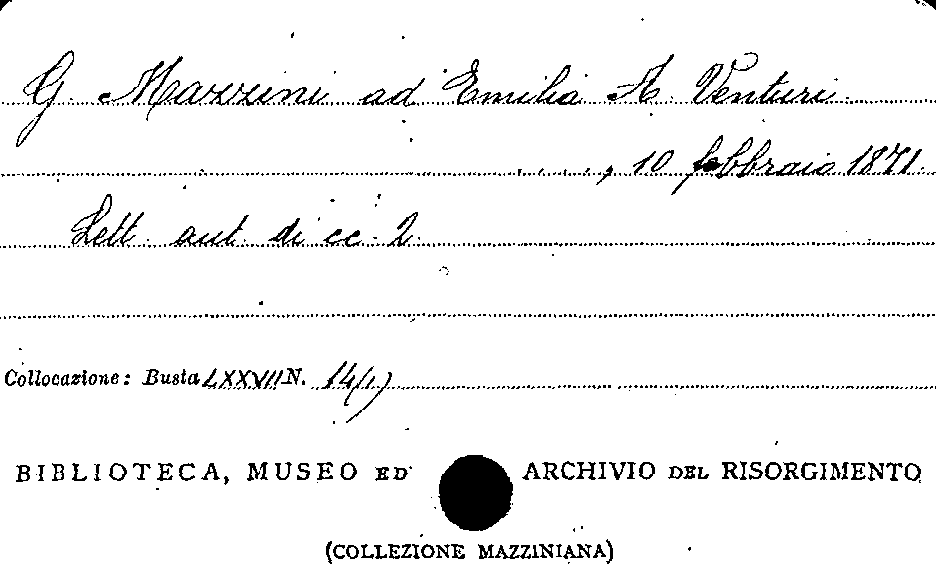 G. Mazzini ad Emilia A. Venturi.
...., 10 febbraio 1871.
Lett. aut. di cc. 2.
Collocazione: Busta LXXVII N. 14(1)
BIBLIOTECA, MUSEO ED ARCHIVIO DEL RISORGIMENTO
(COLLEZIONE MAZZINIANA)